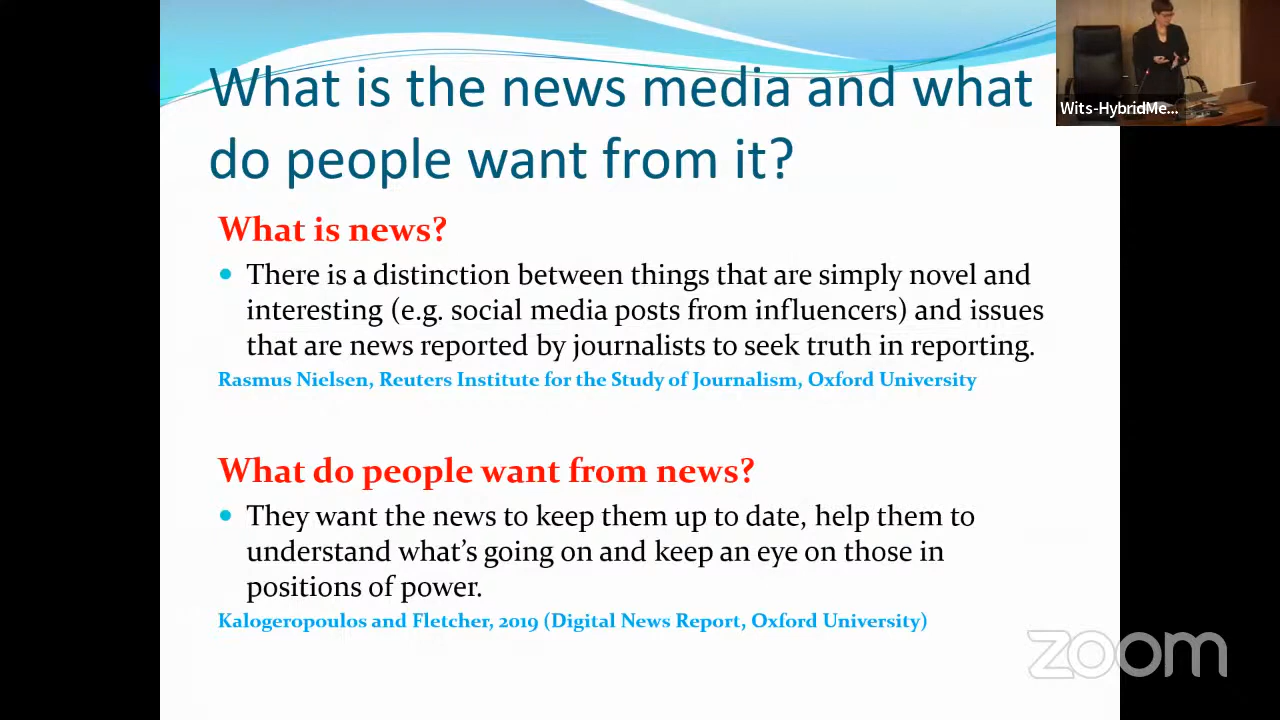 What is the news media and what
do people want from it?
Wits-HybridMe...
What is news?
There is a distinction between things that are simply novel and
interesting (e.g. social media posts from influencers) and issues
that are news reported by journalists to seek truth in reporting.
Rasmus Nielsen, Reuters Institute for the Study of Journalism, Oxford University
What do people want from news?
They want the news to keep them up to date, help them to
understand what’s going on and keep an eye on those in
positions of power.
Kalogeropoulos and Fletcher, 2019 (Digital News Report, Oxford University)
zoom